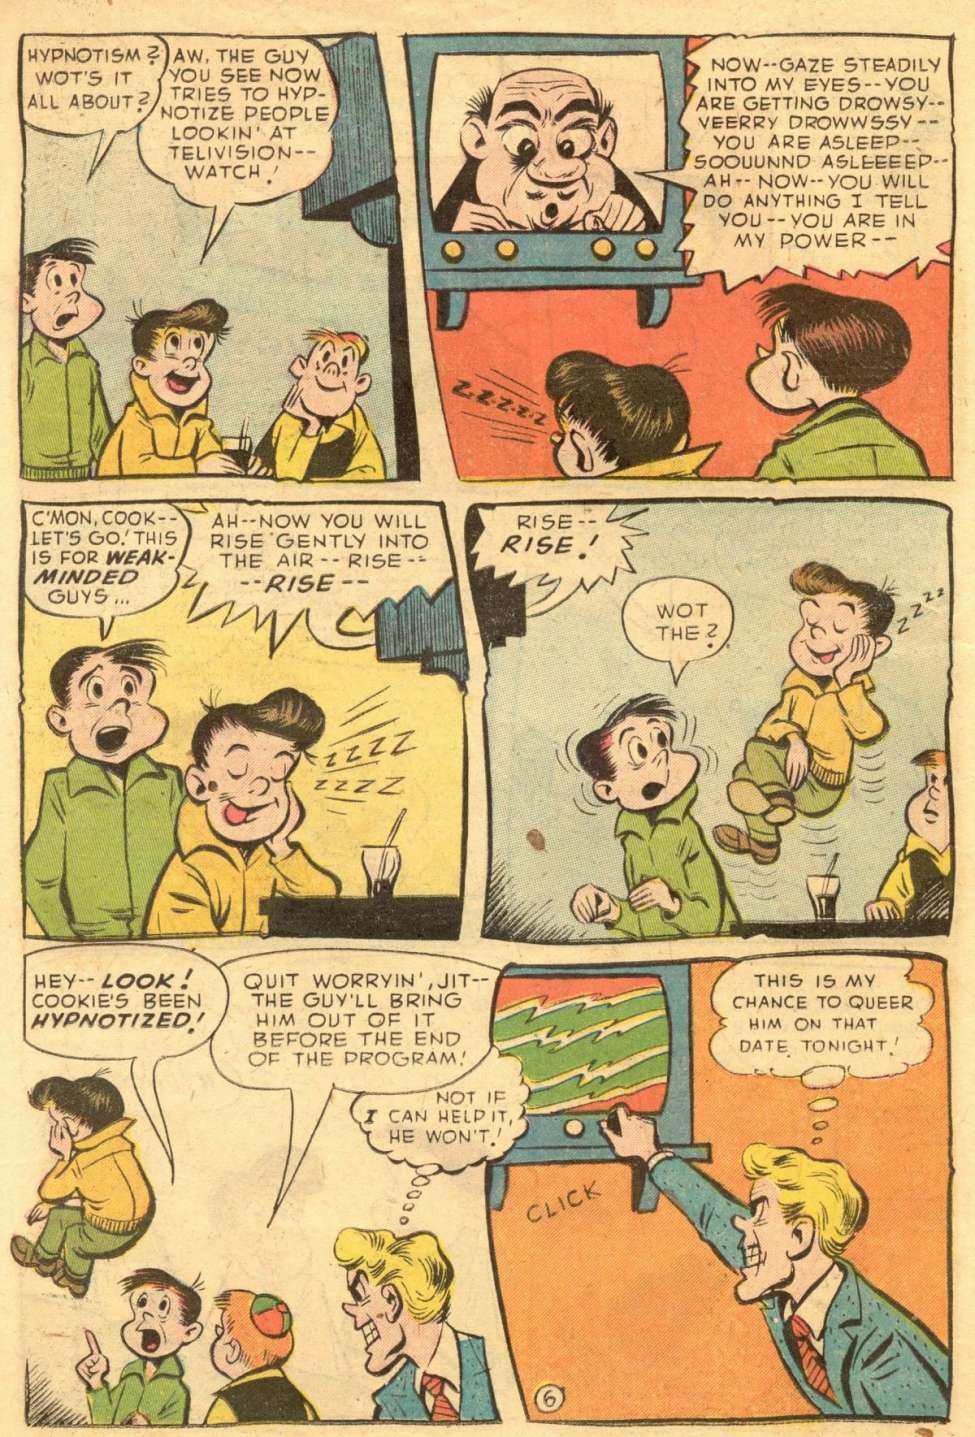 HYPNOTISM?
WOT'S IT
ALL ABOUT?
AW, THE GUY
YOU SEE NOW
TRIES TO HYP-
NOTIZE PEOPLE
LOOKIN' AT
TELIVISION--
WATCH!
NOW--GAZE STEADILY
INTO MY EYES--YOU
ARE GETTING DROWSY--
VEERRY DROWWSSY--
YOU ARE ASLEEP--
SOOUUNND ASLEEEEP--
AH--NOW--YOU WILL
DO ANYTHING I TELL
YOU--YOU ARE IN
MY POWER--
Z-Z-Z-Z-Z
C'MON, COOK--
LET'S GO! THIS
IS FOR WEAK-
MINDED
GUYS...
AH--NOW YOU WILL
RISE GENTLY INTO
THE AIR--RISE--
--RISE--
ZZZZ
ZZZZ
RISE--
RISE!
WOT
THE?
ZZZZ
HEY--LOOK!
COOKIE'S BEEN
HYPNOTIZED!
QUIT WORRYIN', JIT--
THE GUY'LL BRING
HIM OUT OF IT
BEFORE THE END
OF THE PROGRAM!
NOT IF
I CAN HELP IT,
HE WON'T!
THIS IS MY
CHANCE TO QUEER
HIM ON THAT
DATE TONIGHT!
CLICK
6